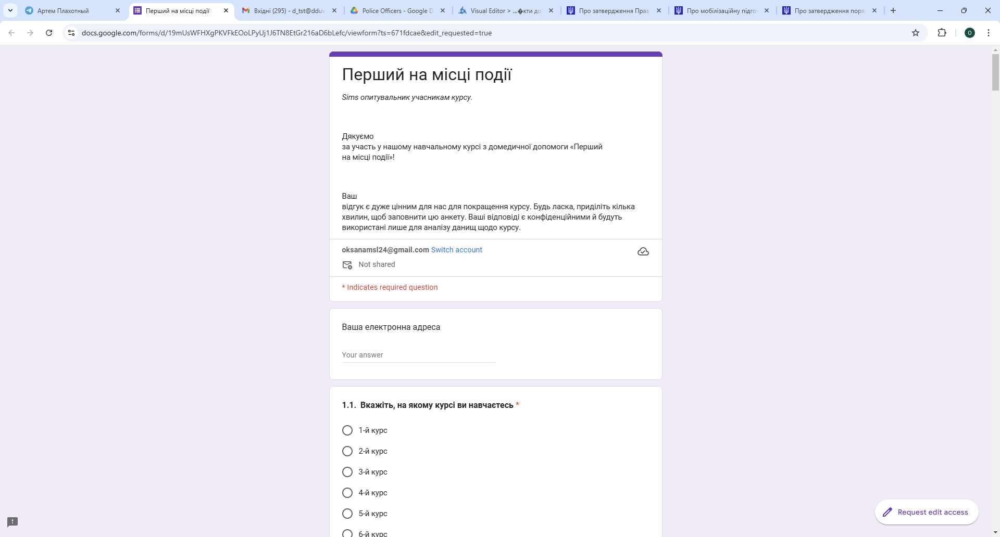 Артем Плахотный
Перший на місці події
Вхідні (295) - d_tst@dduv
Police Officers - Google D
Visual Editor > ...�кти до
Про затвердження Прав
Про мобілізаційну підго
Про затвердження поря
docs.google.com/forms/d/19mUsWFHXgPKVFkEOoLPyUj1J6TN8EtGr216aD6bLefc/viewform?ts=671fdcae&edit_requested=true
O
Перший на місці події
Sims опитувальник учасникам курсу.
Дякуємо
за участь у нашому навчальному курсі з домедичної допомоги «Перший
на місці події»!
Ваш
відгук є дуже цінним для нас для покращення курсу. Будь ласка, приділіть кілька
хвилин, щоб заповнити цю анкету. Ваші відповіді є конфіденційними й будуть
використані лише для аналізу данищ щодо курсу.
oksanamsl24@gmail.com Switch account
Not shared
* Indicates required question
Ваша електронна адреса
Your answer
1.1. Вкажіть, на якому курсі ви навчаєтесь *
1-й курс
2-й курс
3-й курс
4-й курс
5-й курс
6-й курс
Request edit access